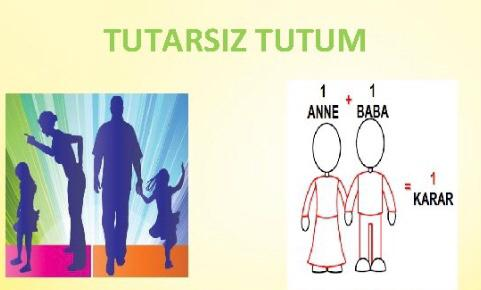 TUTARSIZ TUTUM
1 + 1
ANNE BABA
= 1
KARAR